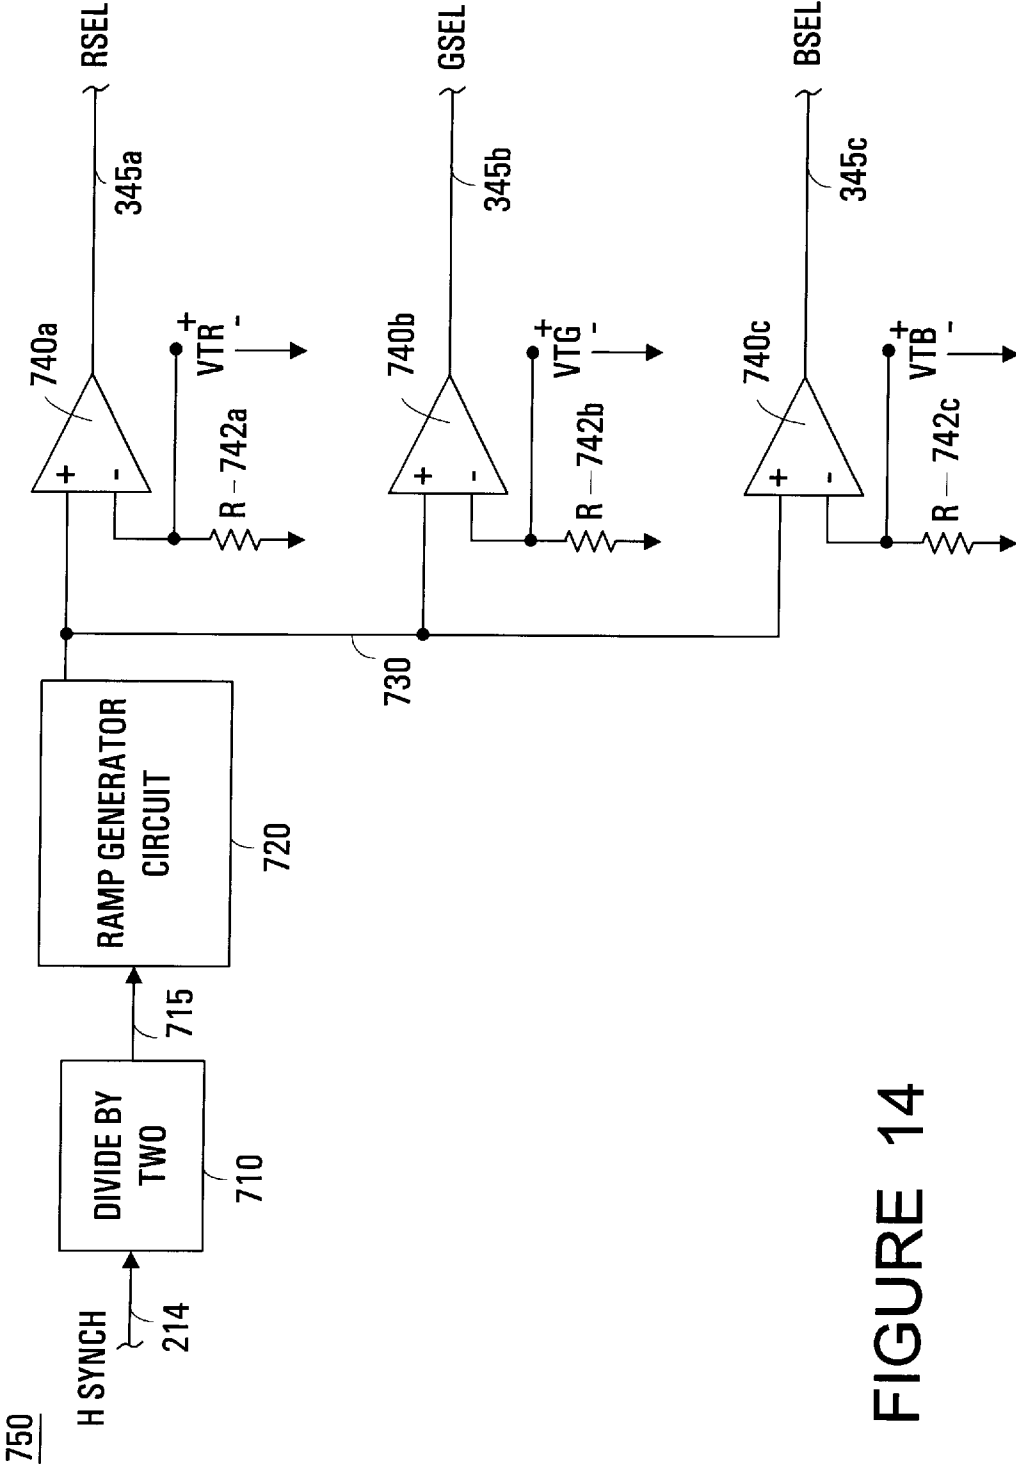 750
H SYNCH
214
DIVIDE BY
TWO
710
715
RAMP GENERATOR
CIRCUIT
720
730
740a
+
-
R
742a
+
VTR
-
345a
RSEL
740b
+
-
R
742b
+
VTG
-
345b
GSEL
740c
+
-
R
742c
+
VTB
-
345c
BSEL
FIGURE 14